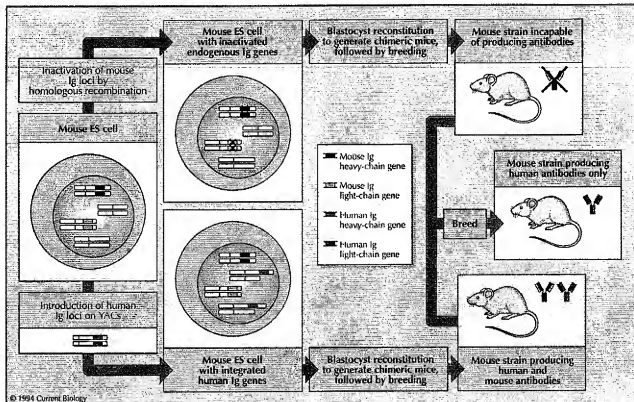 Mouse ES cell
with inactivated
endogenous Ig genes
Blastocyst reconstitution
to generate chimeric mice,
followed by breeding
Mouse strain incapable
of producing antibodies
Inactivation of mouse
Ig loci by
homologous recombination
Mouse ES cell
Mouse Ig
heavy-chain gene
Mouse Ig
light-chain gene
Human Ig
heavy-chain gene
Human Ig
light-chain gene
Mouse strain producing
human antibodies only
Breed
Introduction of human
Ig loci on YACs
Mouse ES cell
with integrated
human Ig genes
Blastocyst reconstitution
to generate chimeric mice,
followed by breeding
Mouse strain producing
human and
mouse antibodies
© 1994 Current Biology